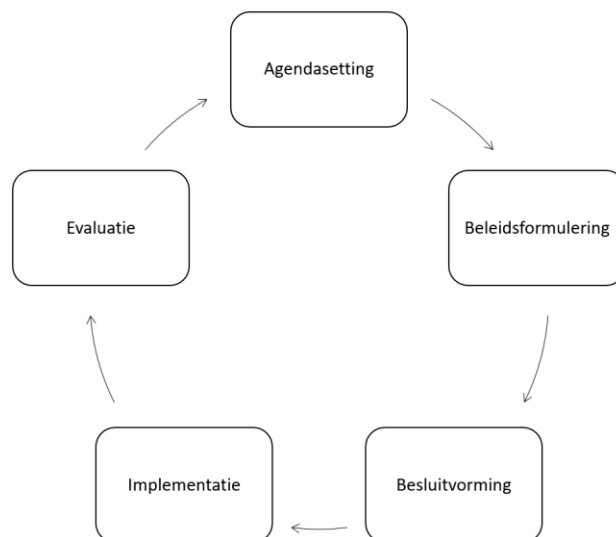 Agendasetting
Beleidsformulering
Besluitvorming
Implementatie
Evaluatie